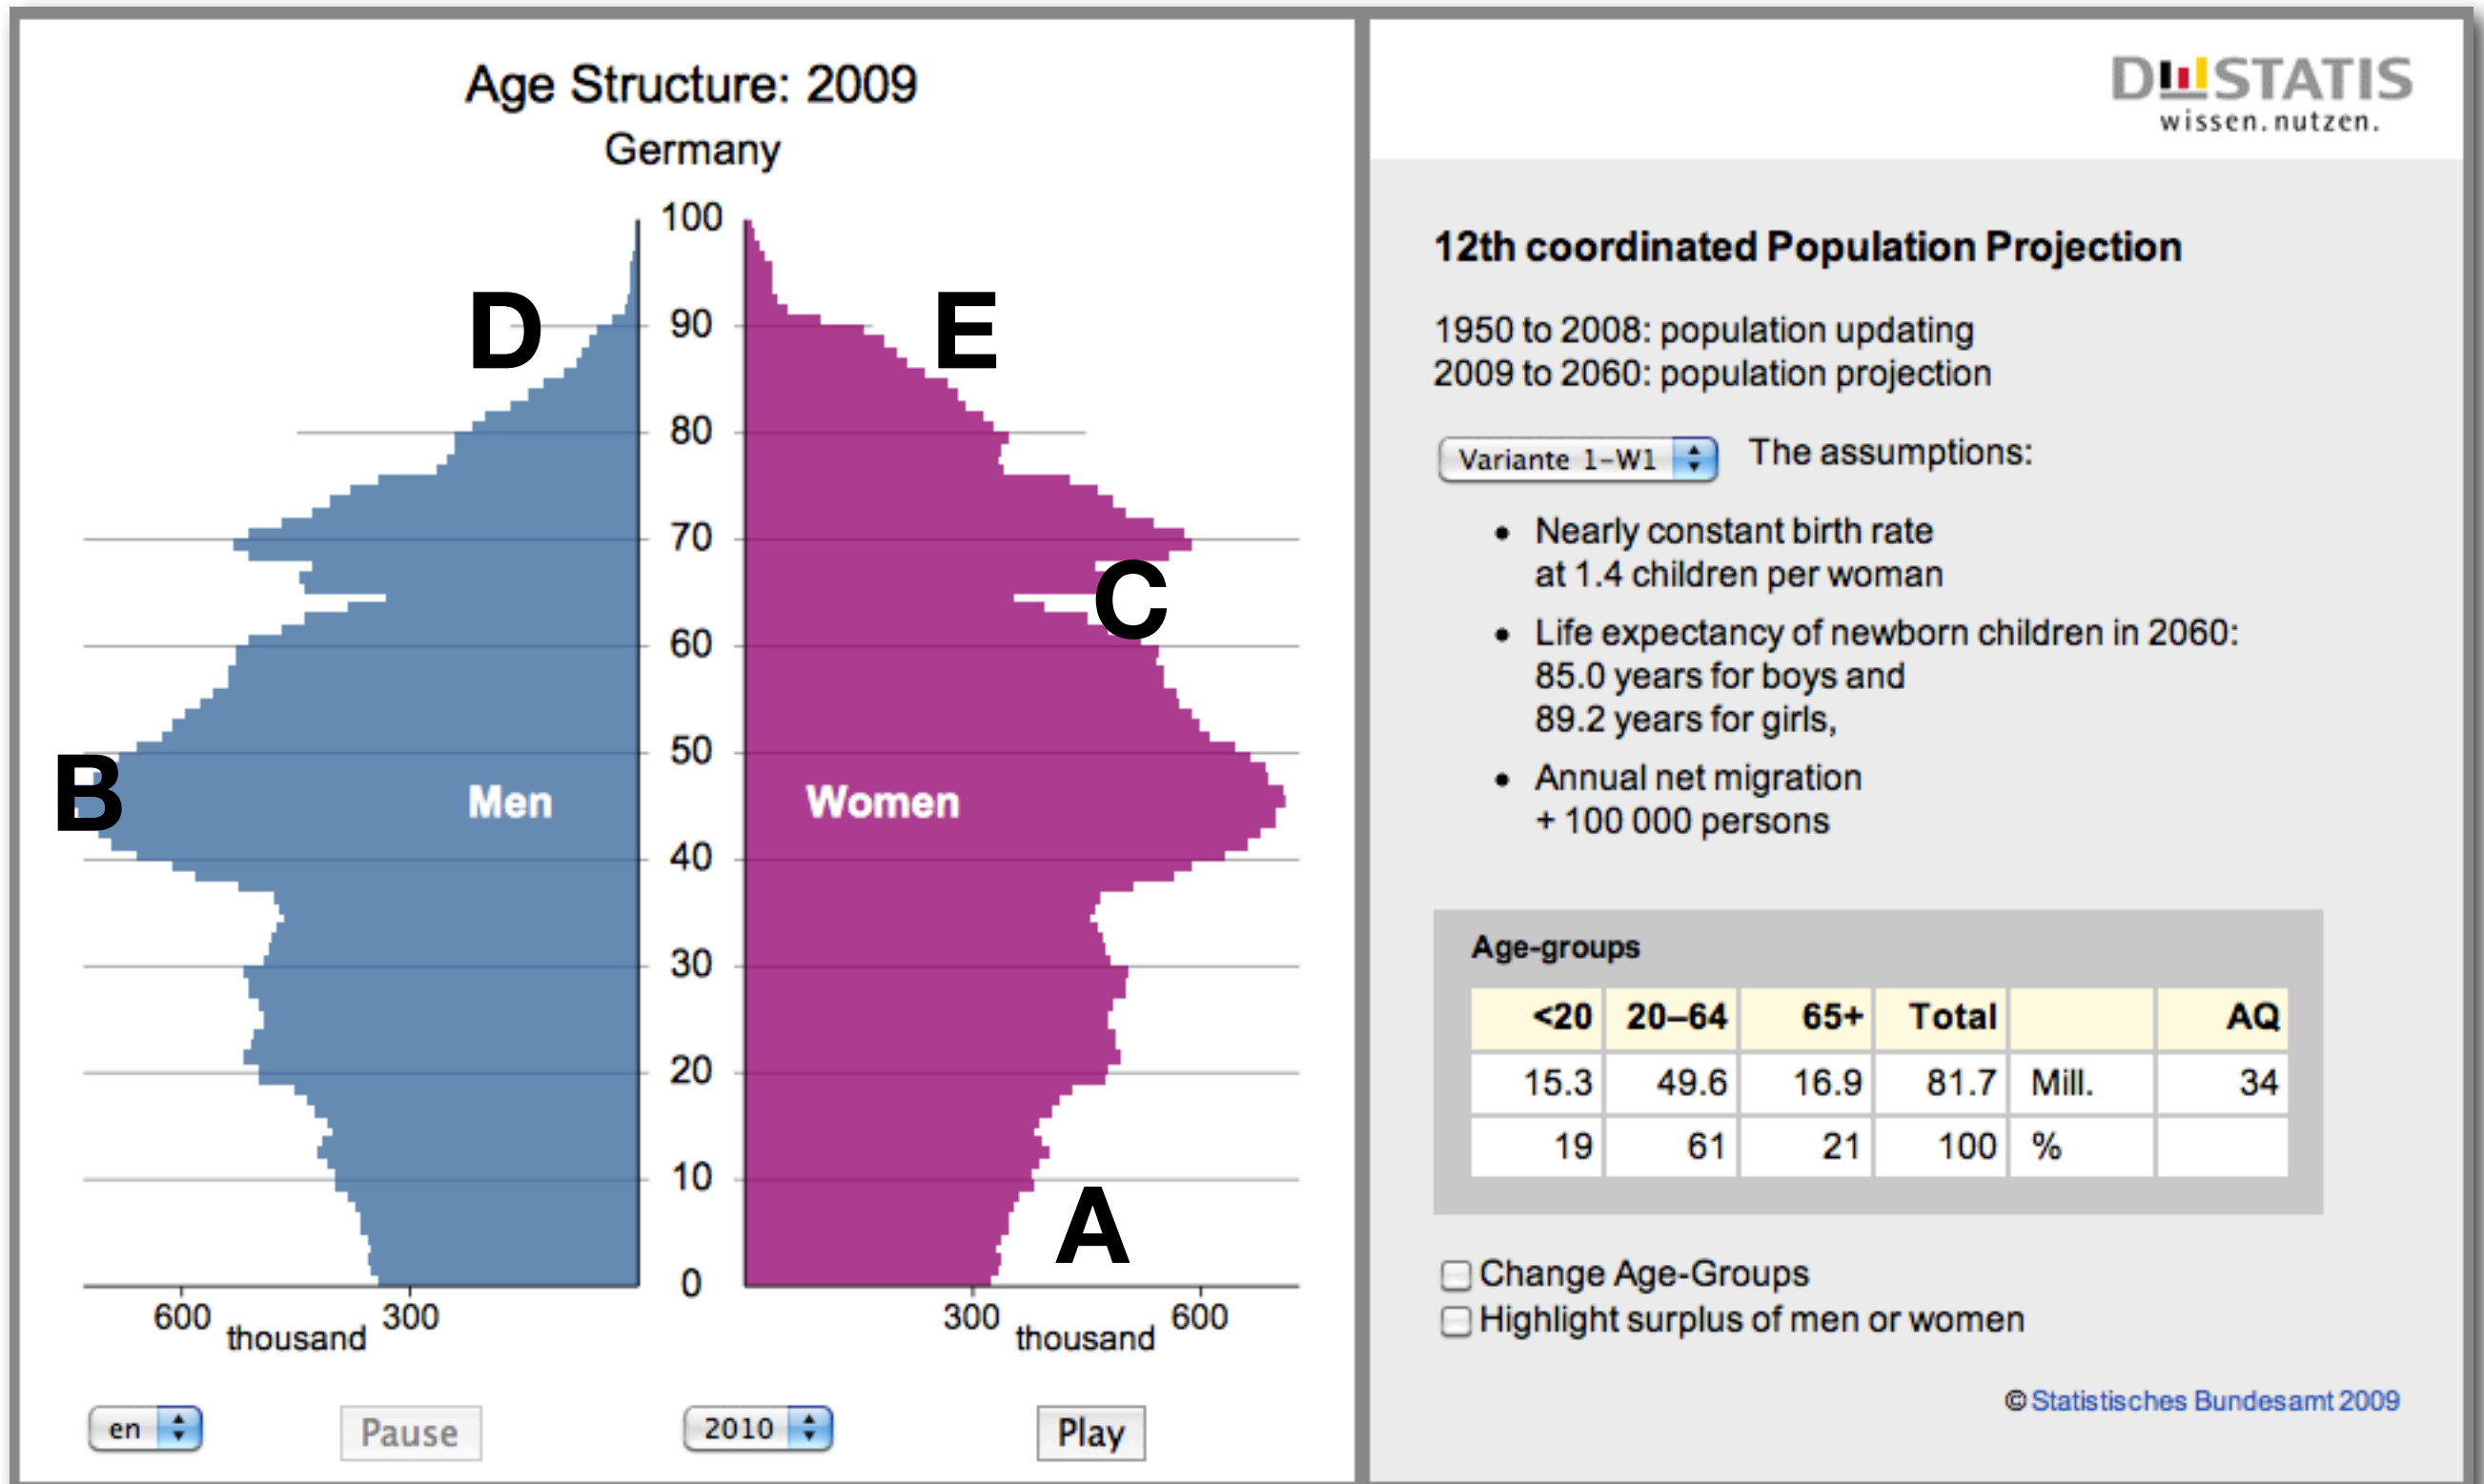 Age Structure: 2009
Germany
100
90
80
70
60
50
40
30
20
10
0
D
E
C
B
A
Men
Women
600
300
thousand
300
600
thousand
en
Pause
2010
Play
DESTATIS
wissen.nutzen.
12th coordinated Population Projection
1950 to 2008: population updating
2009 to 2060: population projection
Variante 1-W1
The assumptions:
• Nearly constant birth rate
at 1.4 children per woman
• Life expectancy of newborn children in 2060:
85.0 years for boys and
89.2 years for girls,
• Annual net migration
+ 100 000 persons
Age-groups
<20 20–64 65+ Total AQ
15.3 49.6 16.9 81.7 Mill. 34
19 61 21 100 %
Change Age-Groups
Highlight surplus of men or women
© Statistisches Bundesamt 2009